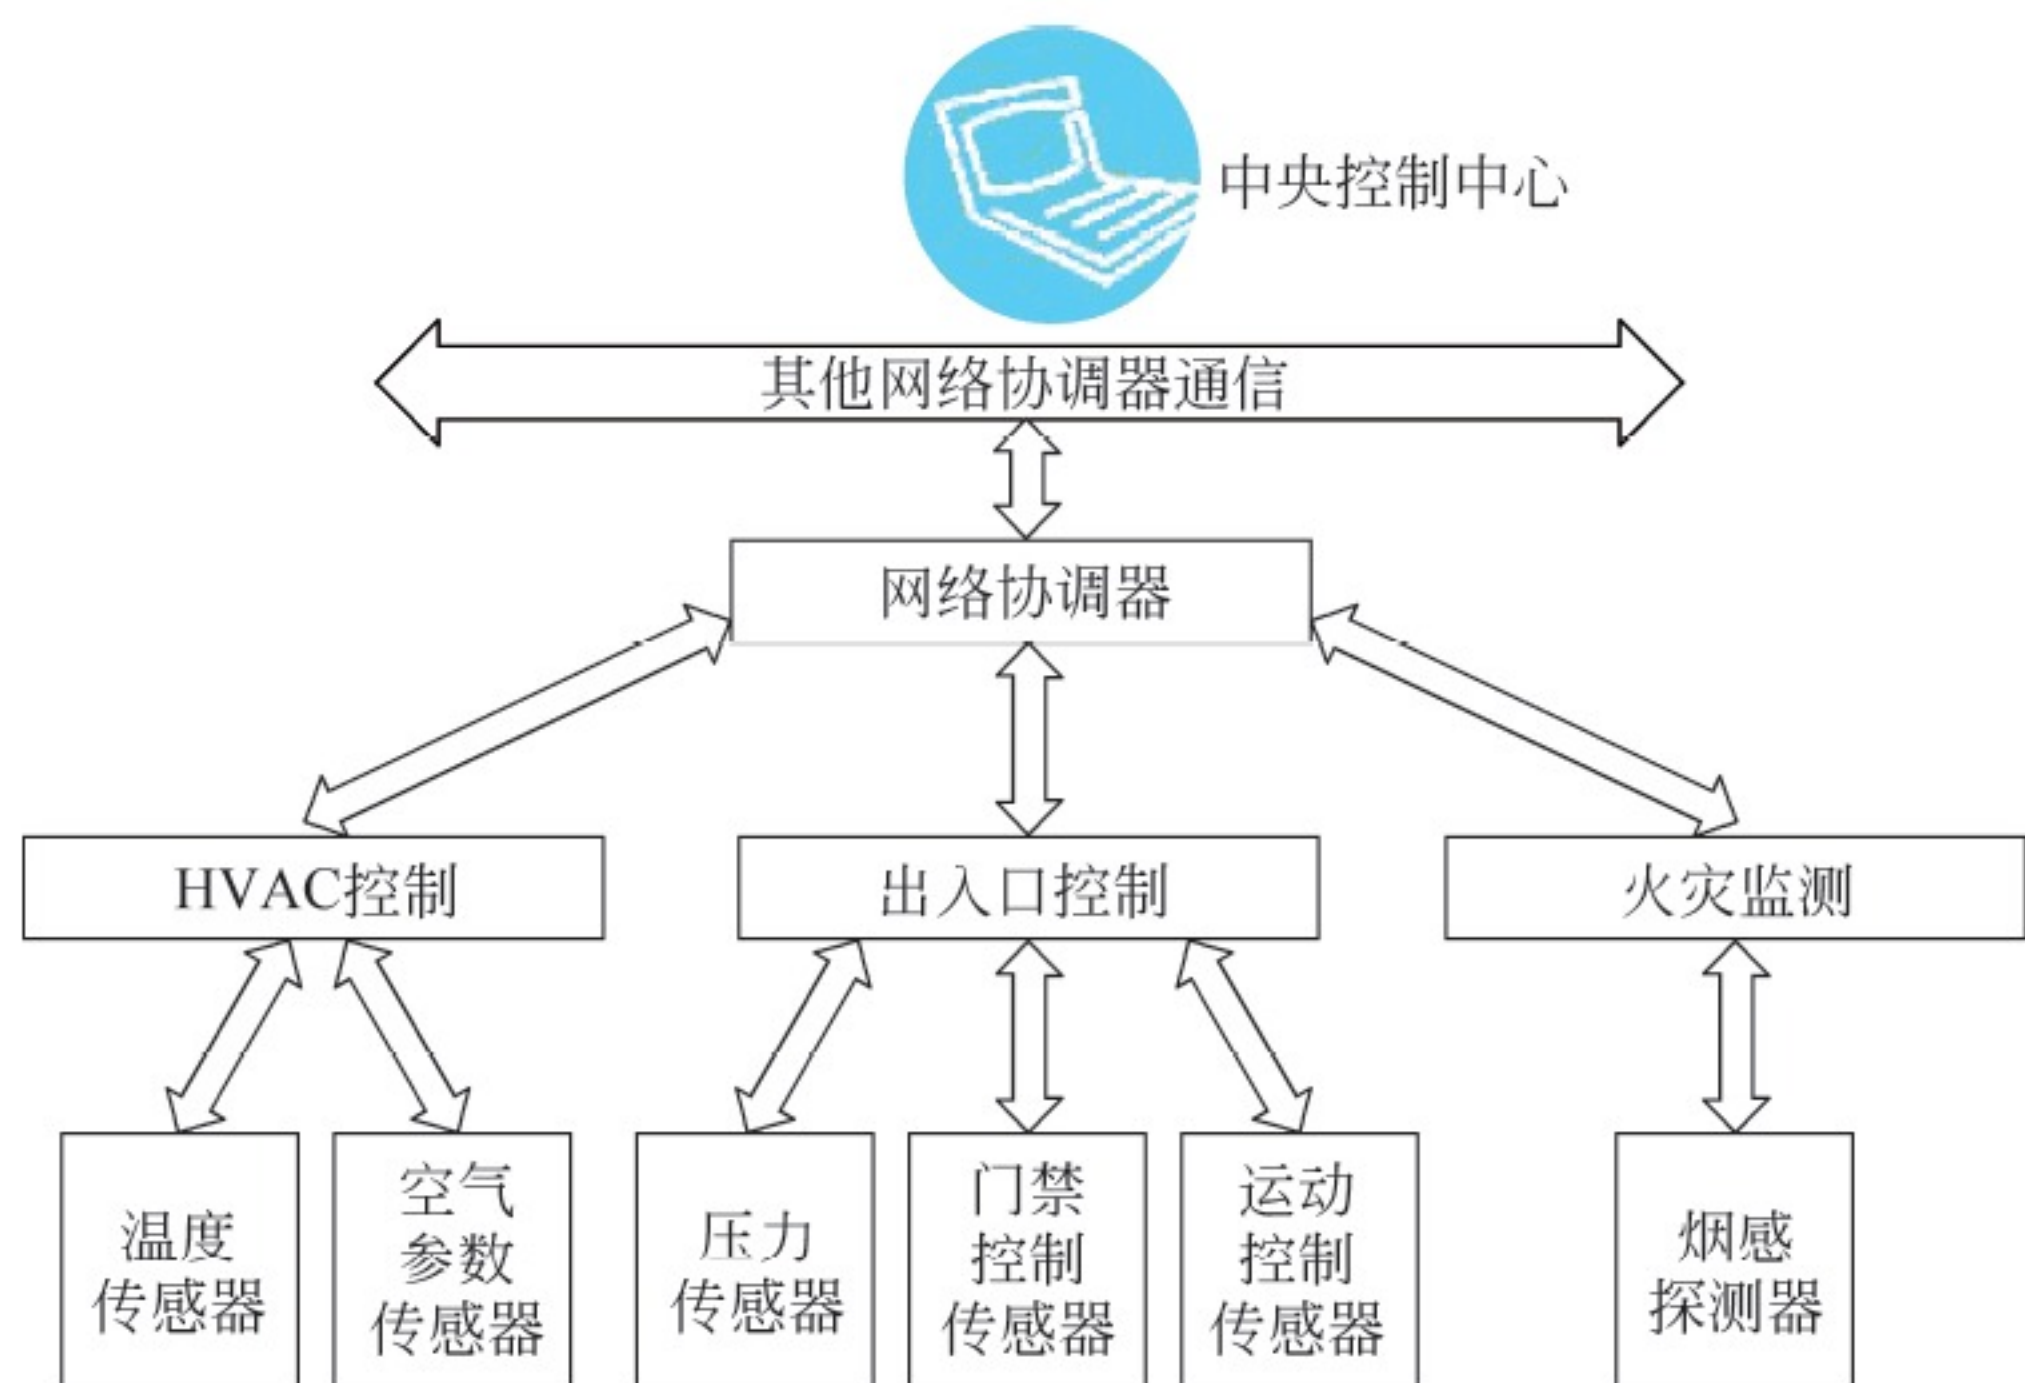 中央控制中心
其他网络协调器通信
网络协调器
HVAC控制
出入口控制
火灾监测
温度
传感器
空气
参数
传感器
压力
传感器
门禁
控制
传感器
运动
控制
传感器
烟感
探测器